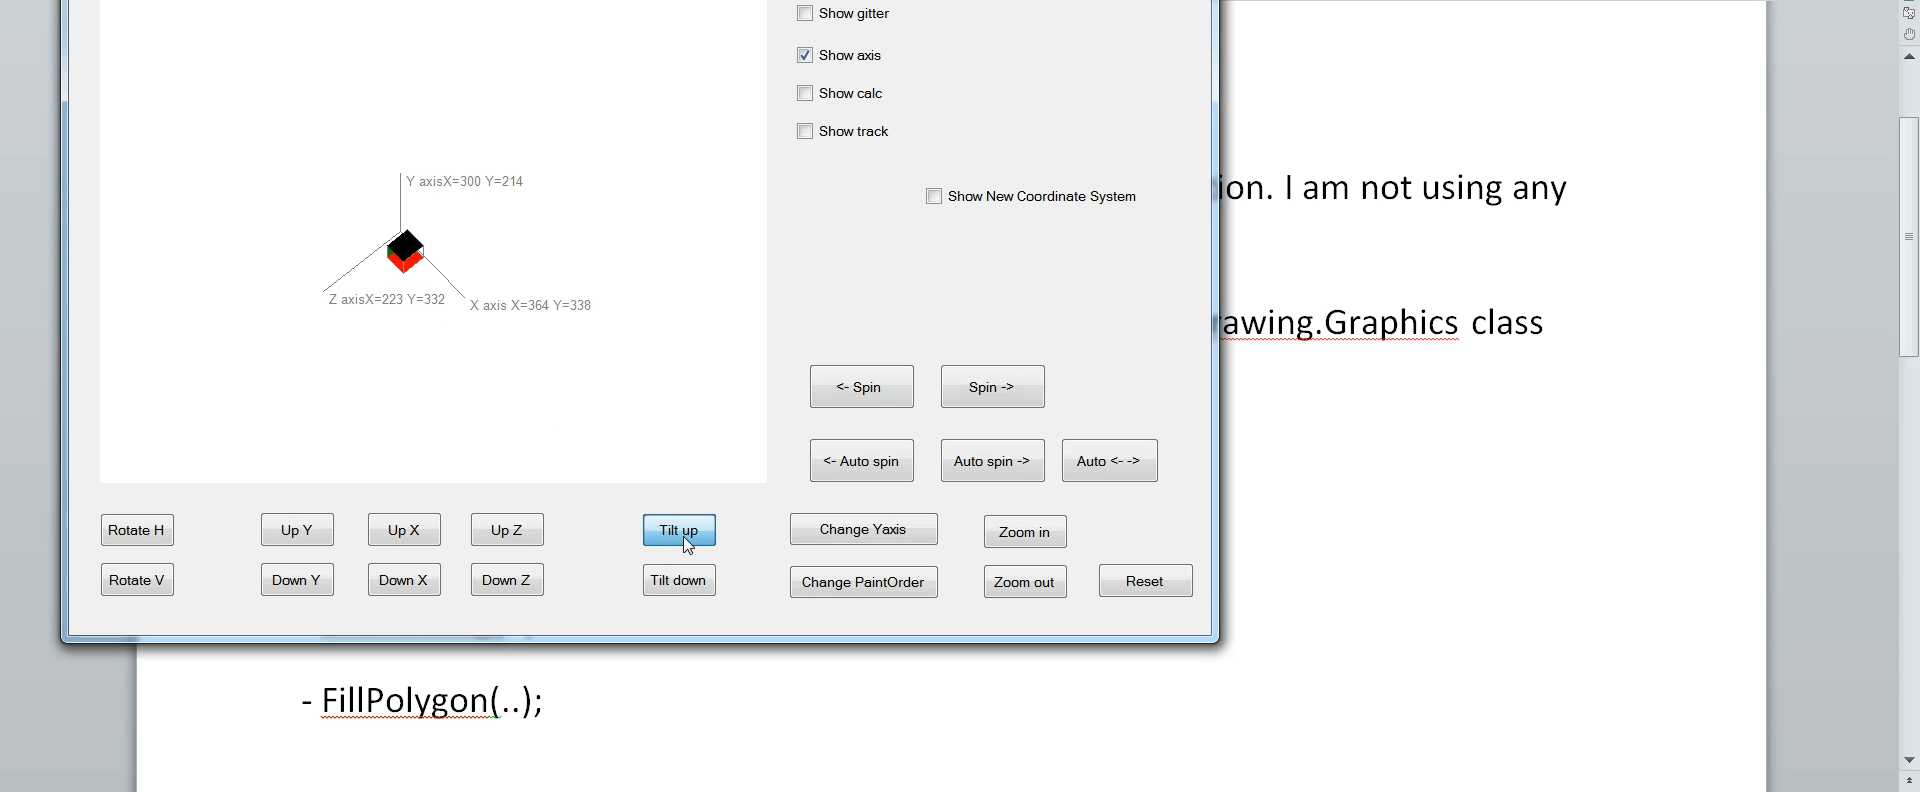 Show gitter
Show axis
Show calc
Show track
Show New Coordinate System
ion. I am not using any
rawing.Graphics class
Y axisX=300 Y=214
Z axisX=223 Y=332
X axis X=364 Y=338
<- Spin
Spin ->
<- Auto spin
Auto spin ->
Auto <- ->
Rotate H
Up Y
Up X
Up Z
Tilt up
Change Yaxis
Zoom in
Rotate V
Down Y
Down X
Down Z
Tilt down
Change PaintOrder
Zoom out
Reset
- FillPolygon(..);